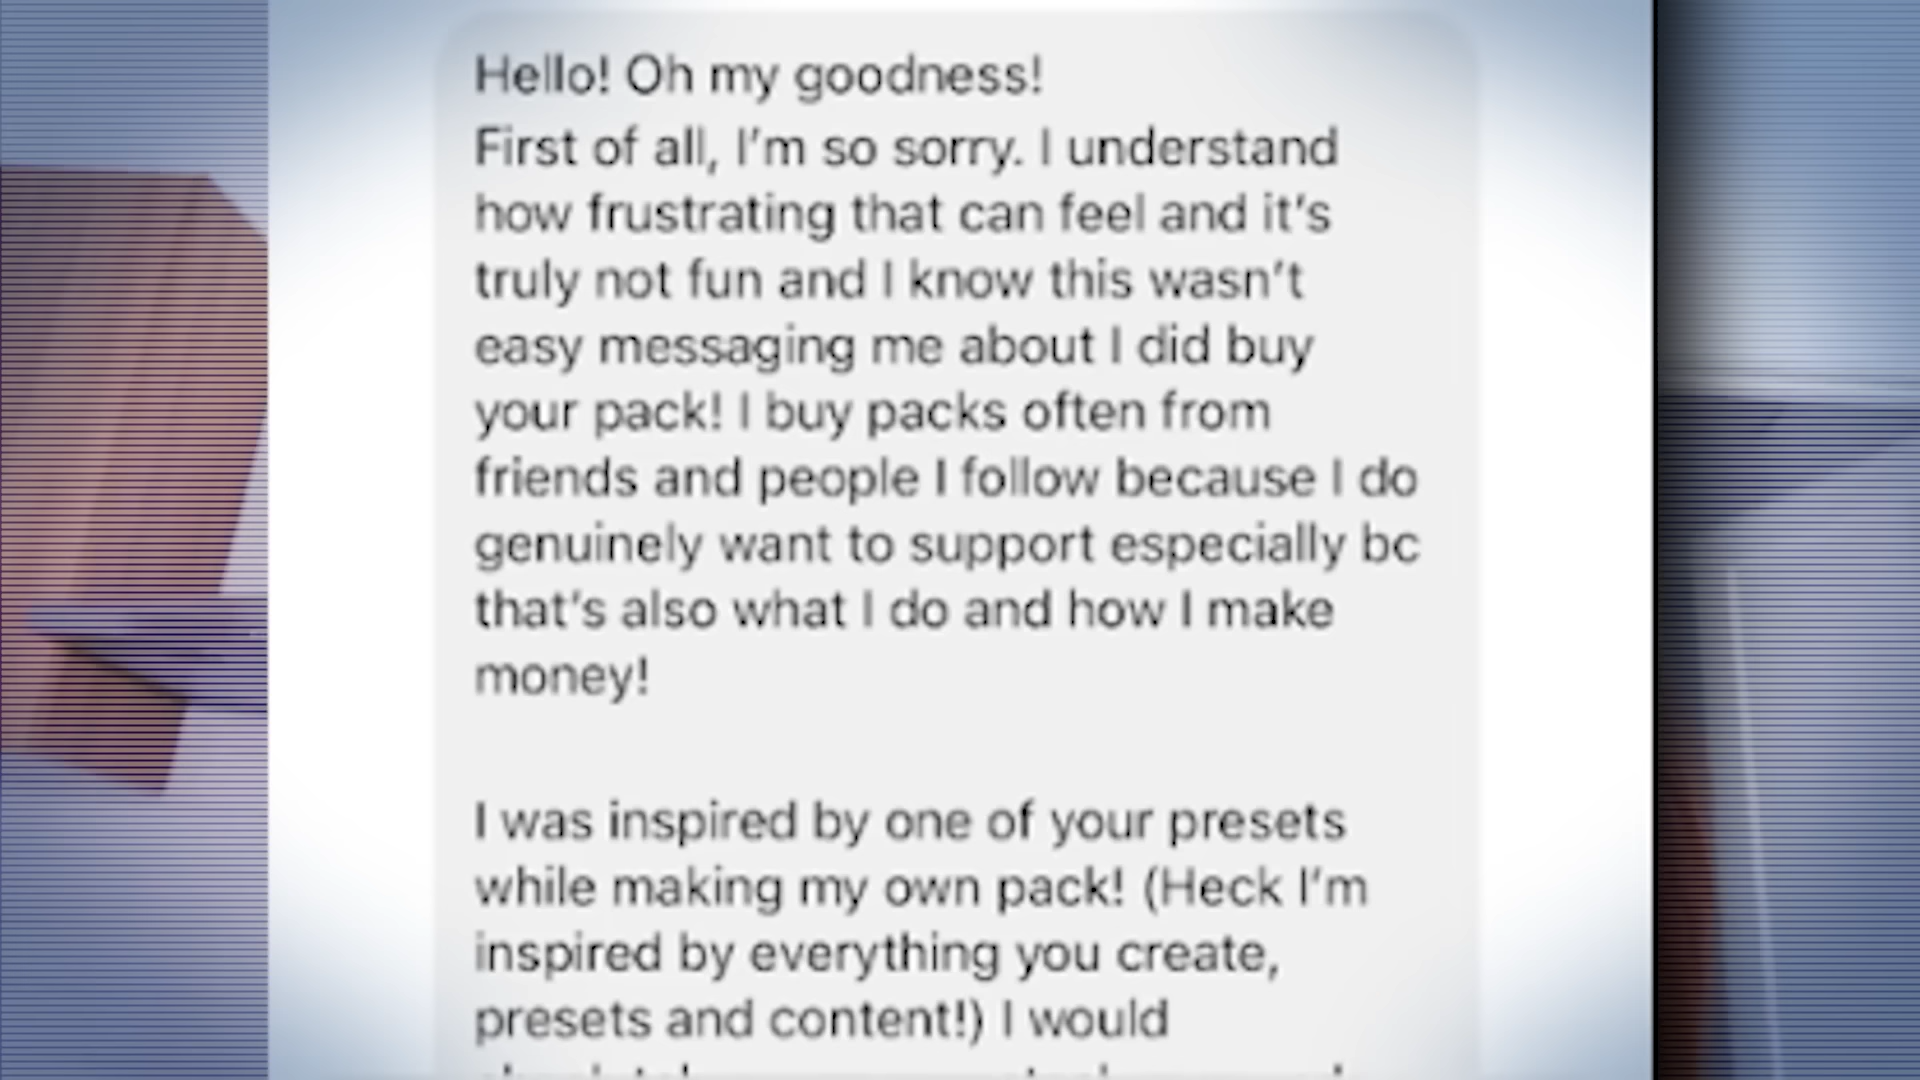 Hello! Oh my goodness!
First of all, I'm so sorry. I understand
how frustrating that can feel and it's
truly not fun and I know this wasn't
easy messaging me about I did buy
your pack! I buy packs often from
friends and people I follow because I do
genuinely want to support especially bc
that's also what I do and how I make
money!
I was inspired by one of your presets
while making my own pack! (Heck I'm
inspired by everything you create,
presets and content!) I would